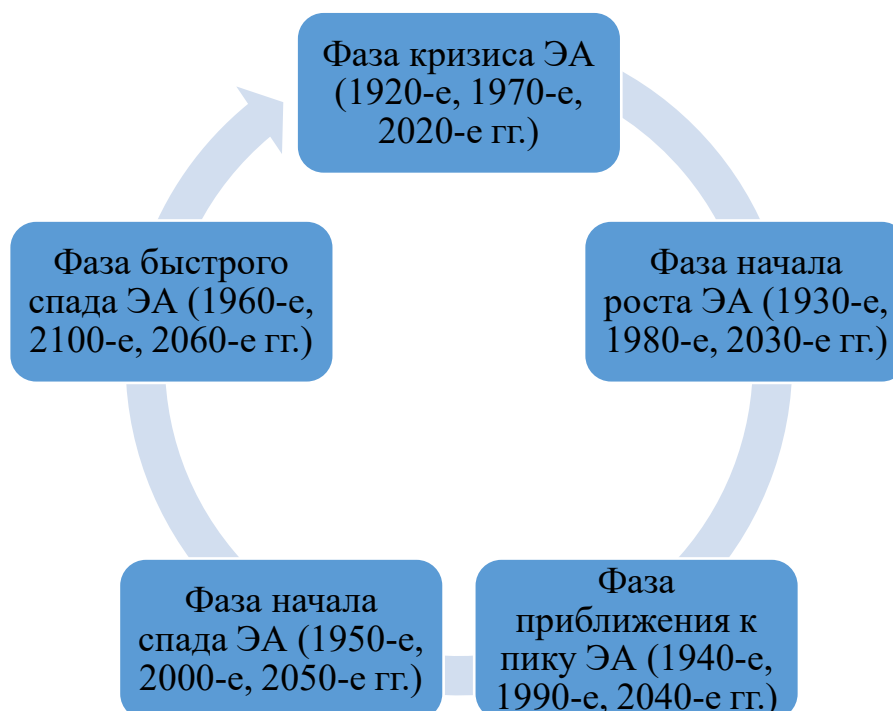 Фаза кризиса ЭА
(1920-е, 1970-е,
2020-е гг.)
Фаза начала
роста ЭА (1930-е,
1980-е, 2030-е гг.)
Фаза
приближения к
пику ЭА (1940-е,
1990-е, 2040-е гг.)
Фаза начала
спада ЭА (1950-е,
2000-е, 2050-е гг.)
Фаза быстрого
спада ЭА (1960-е,
2100-е, 2060-е гг.)